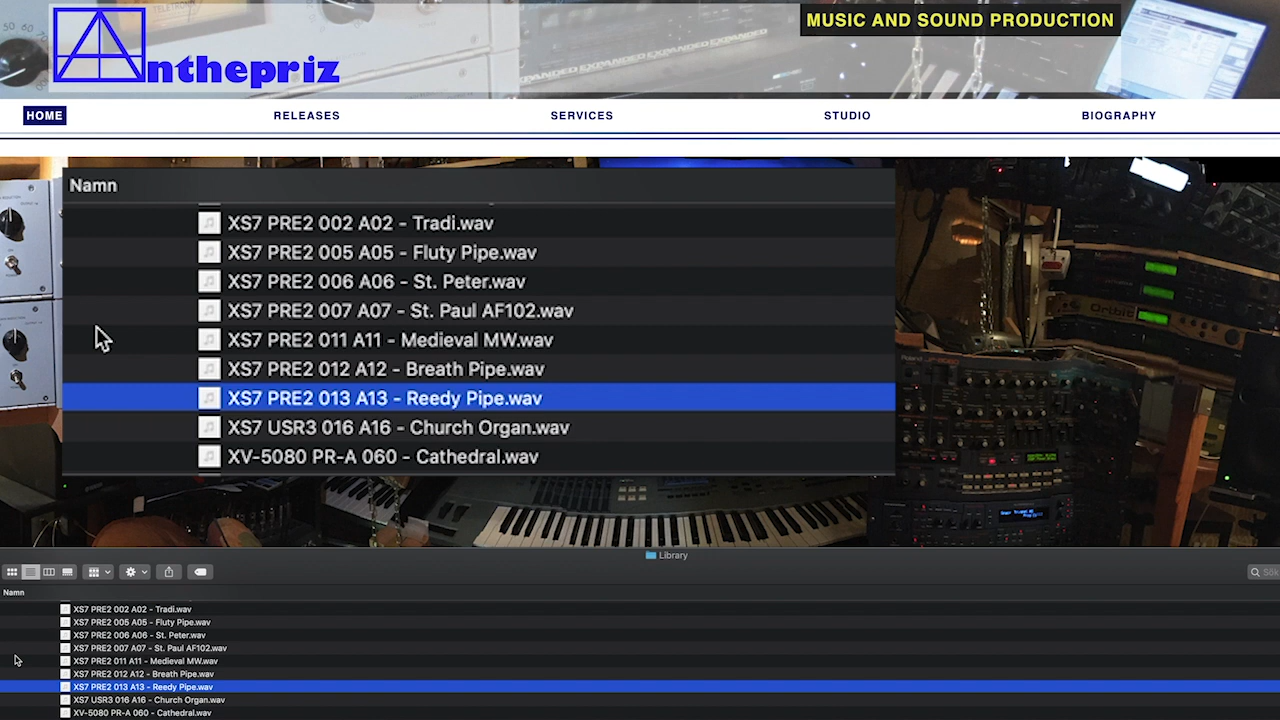 MUSIC AND SOUND PRODUCTION
Anthepriz
EXPANDED EXPANDED EXPANDED
HOME
RELEASES
SERVICES
STUDIO
BIOGRAPHY
Namn
XS7 PRE2 002 A02 - Tradi.wav
XS7 PRE2 005 A05 - Fluty Pipe.wav
XS7 PRE2 006 A06 - St. Peter.wav
XS7 PRE2 007 A07 - St. Paul AF102.wav
XS7 PRE2 011 A11 - Medieval MW.wav
XS7 PRE2 012 A12 - Breath Pipe.wav
XS7 PRE2 013 A13 - Reedy Pipe.wav
XS7 USR3 016 A16 - Church Organ.wav
XV-5080 PR-A 060 - Cathedral.wav
Orbit
Roland
Library
Sök
Namn
XS7 PRE2 002 A02 - Tradi.wav
XS7 PRE2 005 A05 - Fluty Pipe.wav
XS7 PRE2 006 A06 - St. Peter.wav
XS7 PRE2 007 A07 - St. Paul AF102.wav
XS7 PRE2 011 A11 - Medieval MW.wav
XS7 PRE2 012 A12 - Breath Pipe.wav
XS7 PRE2 013 A13 - Reedy Pipe.wav
XS7 USR3 016 A16 - Church Organ.wav
XV-5080 PR-A 060 - Cathedral.wav